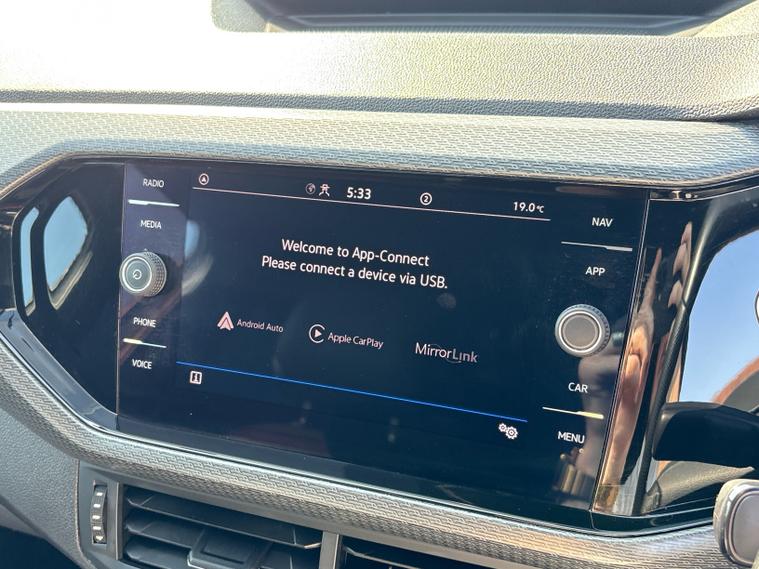 RADIO
MEDIA
PHONE
VOICE
5:33
2
19.0°C
Welcome to App-Connect
Please connect a device via USB.
Android Auto
Apple CarPlay
MirrorLink
NAV
APP
CAR
MENU